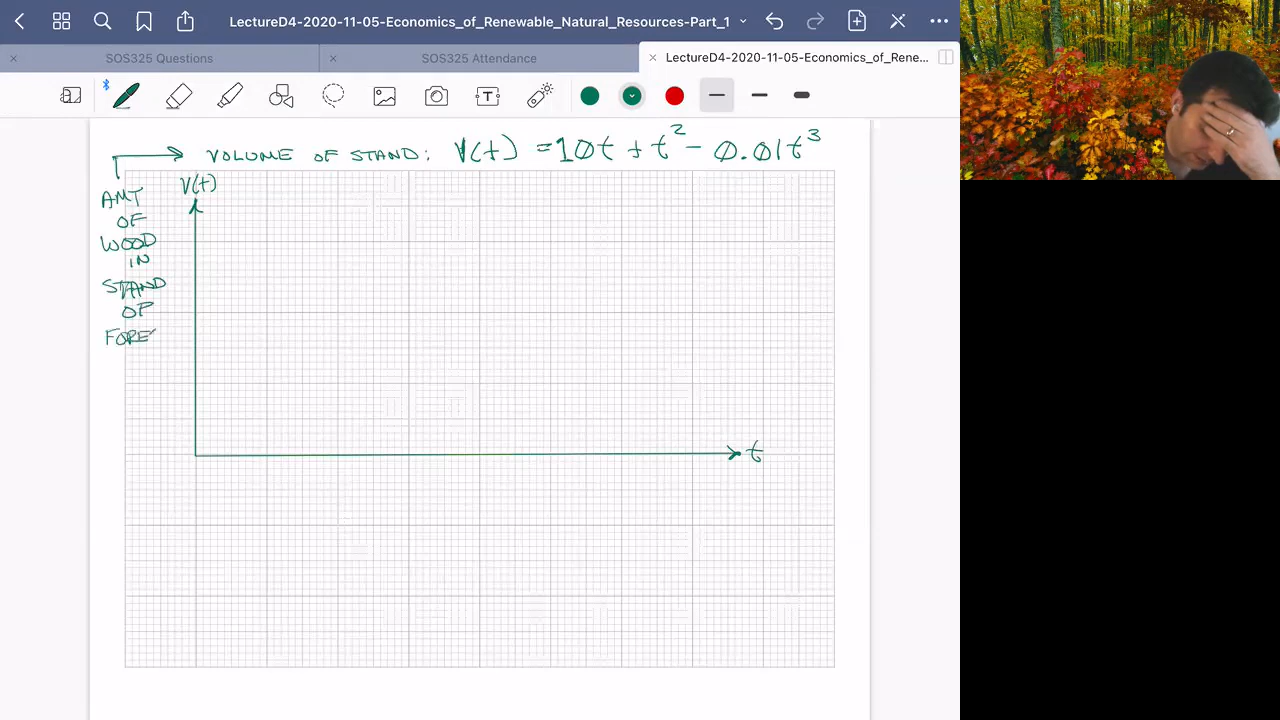 LectureD4-2020-11-05-Economics_of_Renewable_Natural_Resources-Part_1
SOS325 Questions
SOS325 Attendance
LectureD4-2020-11-05-Economics_of_Rene...
T
VOLUME OF STAND: V(t) = 10t + t² - 0.01t³
V(t)
AMT
OF
WOOD
IN
STAND
OF
FORE
t